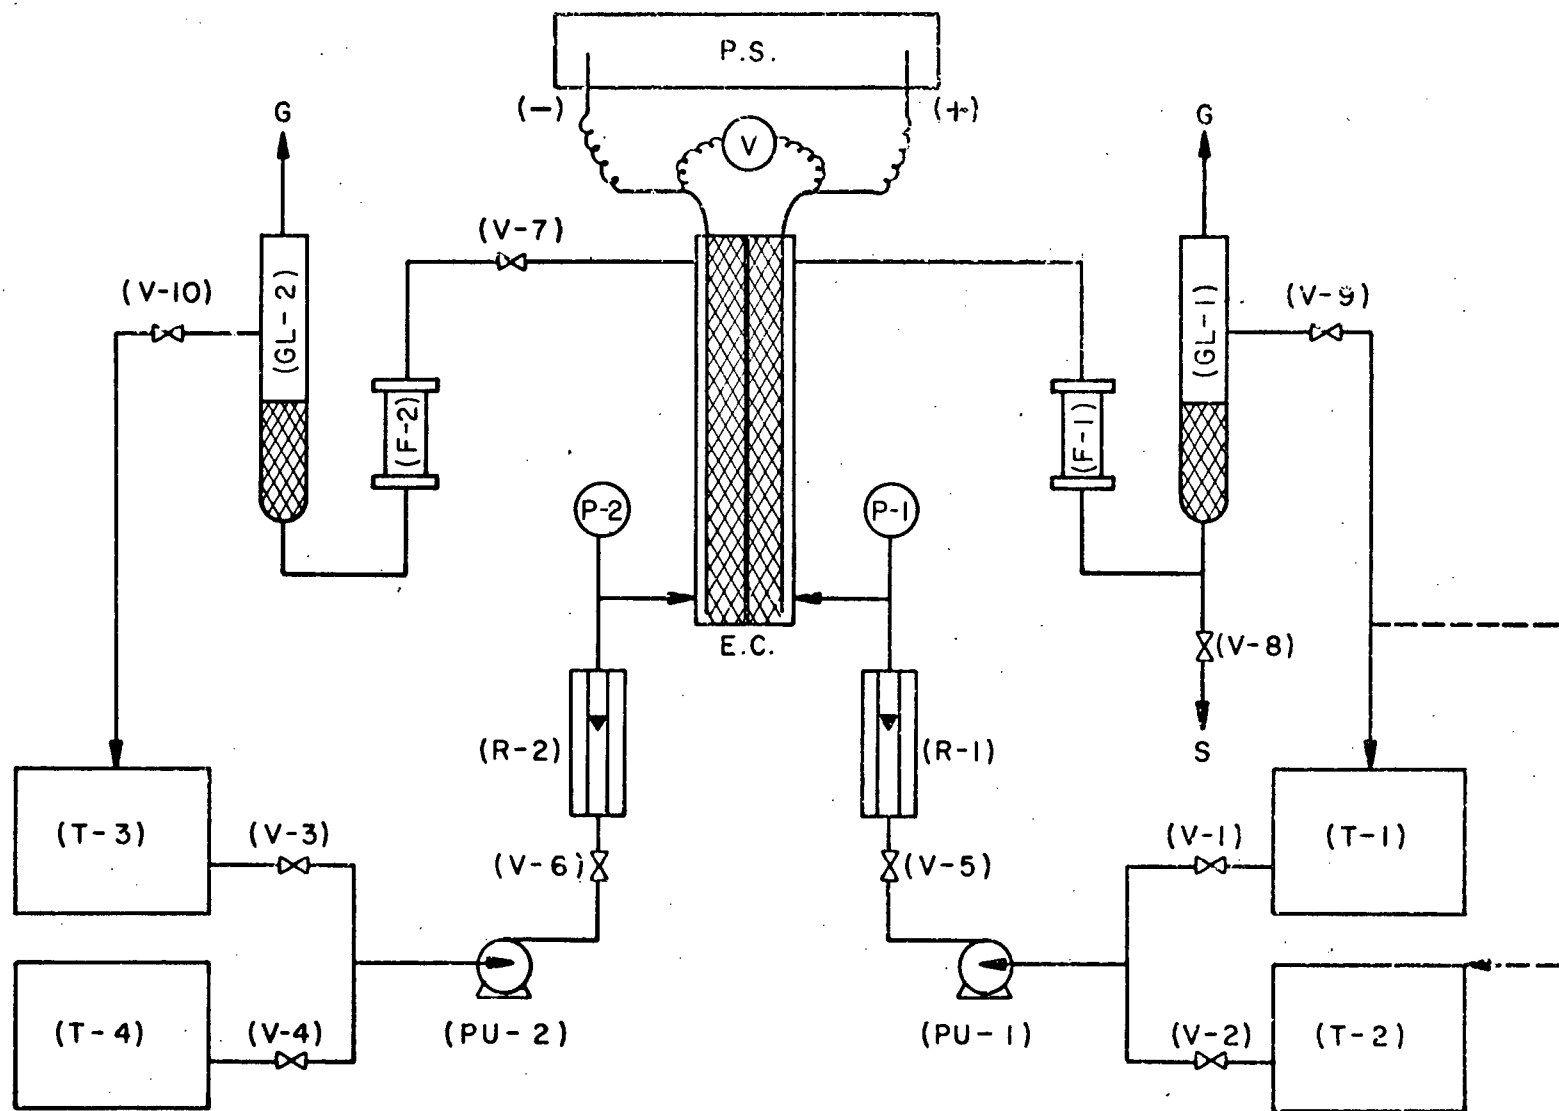 P.S.
(-)
(+)
G
V
G
(V-7)
(V-10)
(GL-2)
(GL-1)
(V-9)
(F-2)
(F-1)
P-2
P-1
E.C.
(V-8)
(R-2)
(R-1)
S
(T-3)
(V-3)
(V-6)
(V-5)
(V-1)
(T-1)
(T-4)
(V-4)
(PU-2)
(PU-1)
(V-2)
(T-2)